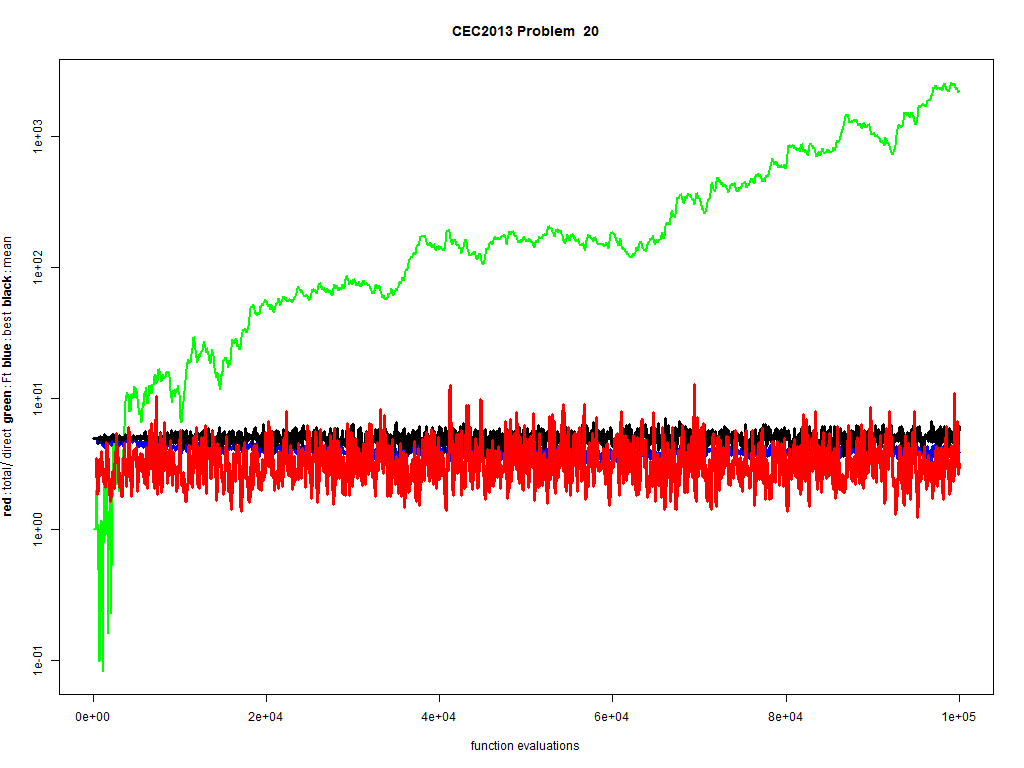 CEC2013 Problem  20
red : total/ direct  green : Ft  blue : best  black : mean
1e+03
1e+02
1e+01
1e+00
1e-01
0e+00 2e+04 4e+04 6e+04 8e+04 1e+05
function evaluations